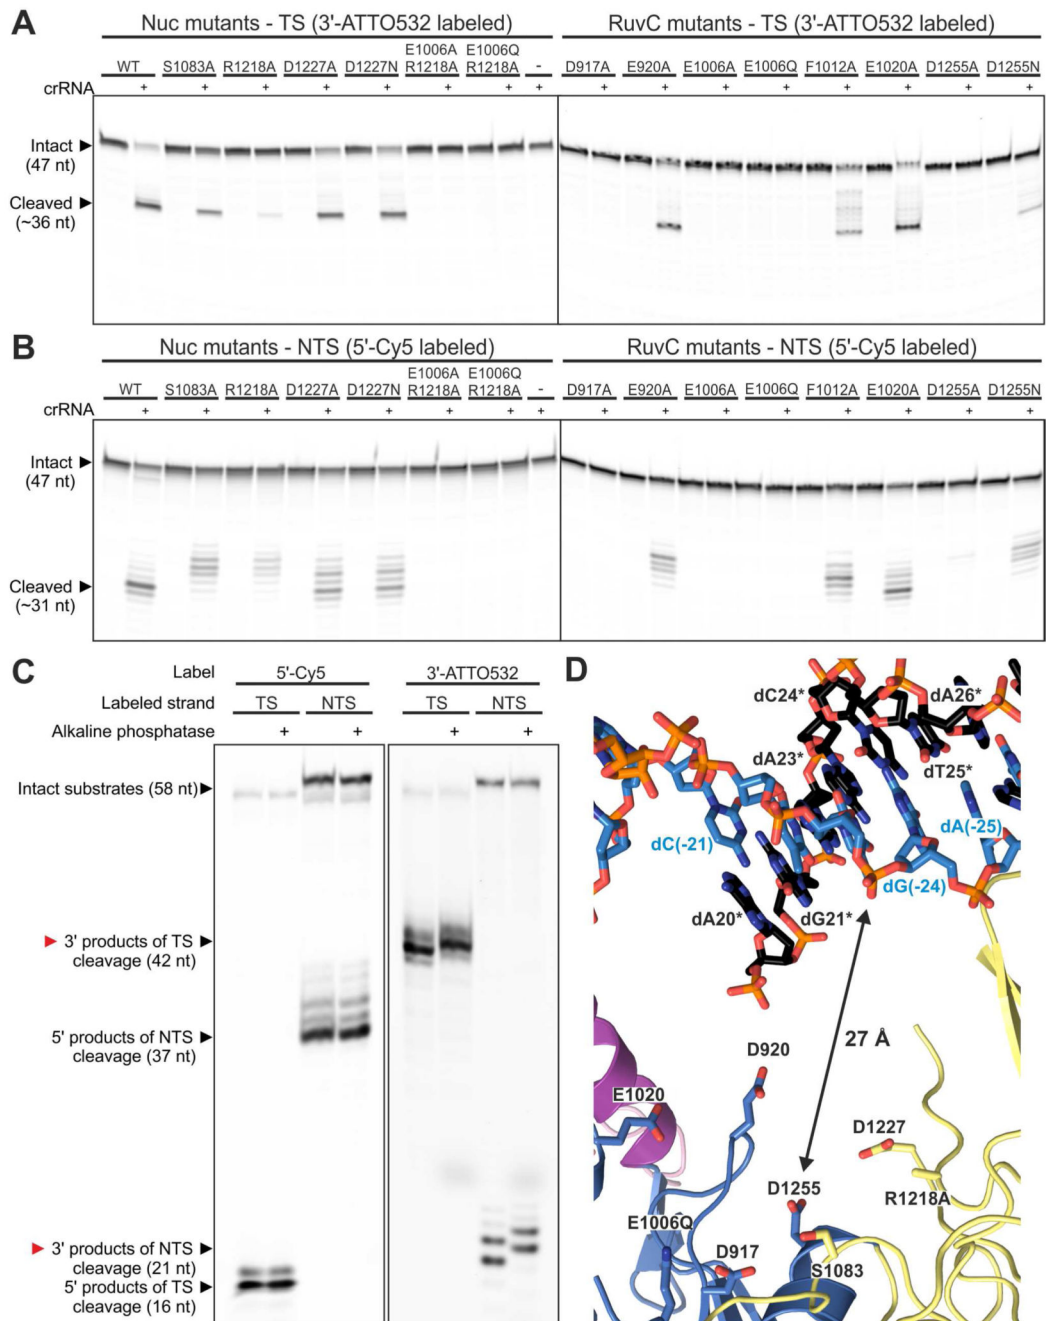 A
Nuc mutants - TS (3'-ATTO532 labeled)
RuvC mutants - TS (3'-ATTO532 labeled)
WT S1083A R1218A D1227A D1227N E1006A R1218A E1006Q R1218A -
D917A E920A E1006A E1006Q F1012A E1020A D1255A D1255N
crRNA + + + + + + + + + + + + + + + +
Intact
(47 nt)
Cleaved
(~36 nt)
B
Nuc mutants - NTS (5'-Cy5 labeled)
RuvC mutants - NTS (5'-Cy5 labeled)
WT S1083A R1218A D1227A D1227N E1006A R1218A E1006Q R1218A -
D917A E920A E1006A E1006Q F1012A E1020A D1255A D1255N
crRNA + + + + + + + + + + + + + + + +
Intact
(47 nt)
Cleaved
(~31 nt)
C
Label 5'-Cy5 3'-ATTO532
Labeled strand TS NTS TS NTS
Alkaline phosphatase + + + +
Intact substrates (58 nt)
3' products of TS
cleavage (42 nt)
5' products of NTS
cleavage (37 nt)
3' products of NTS
cleavage (21 nt)
5' products of TS
cleavage (16 nt)
D
dC24*
dA26*
dA23*
dT25*
dC(-21)
dA(-25)
dG(-24)
dA20*
dG21*
27 Å
D920
E1020
D1227
D1255
R1218A
E1006Q
D917
S1083